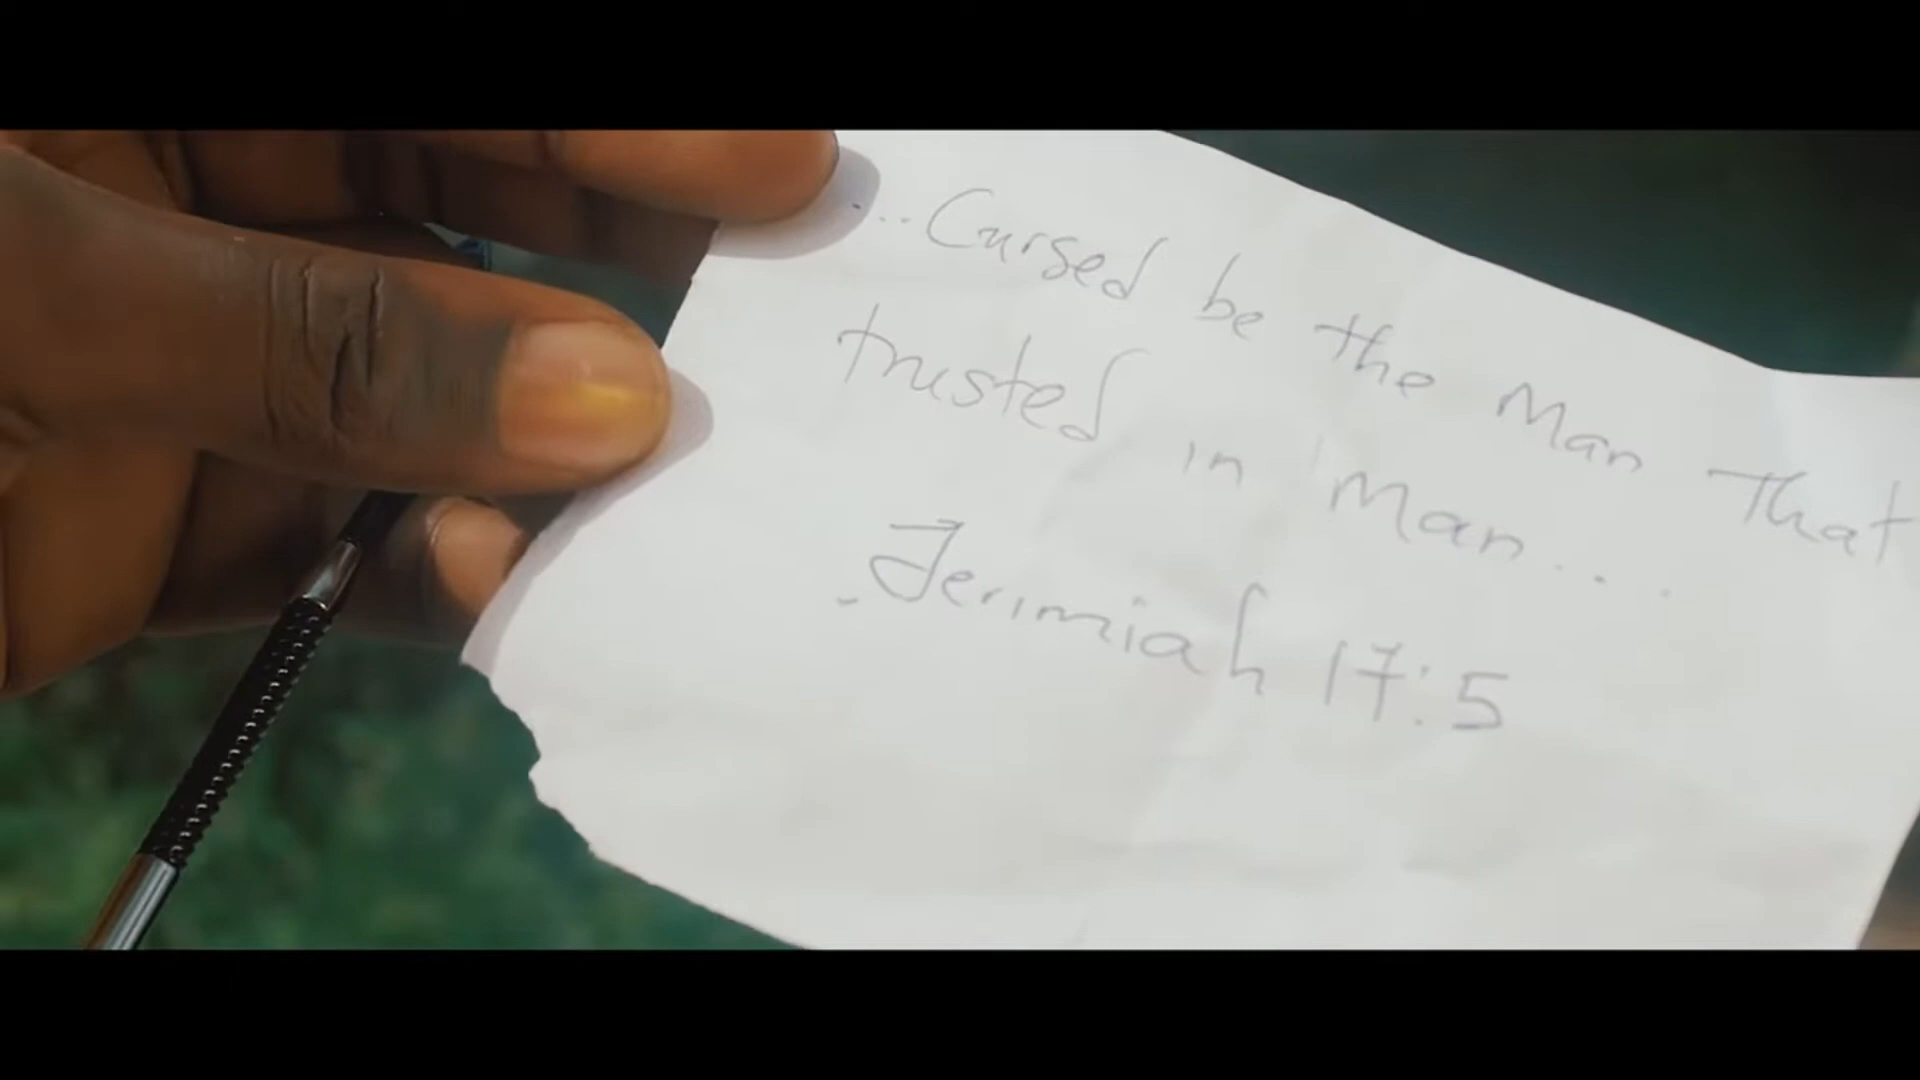 ...Cursed be the Man That
trusted in Man....
-Jerimiah 17:5